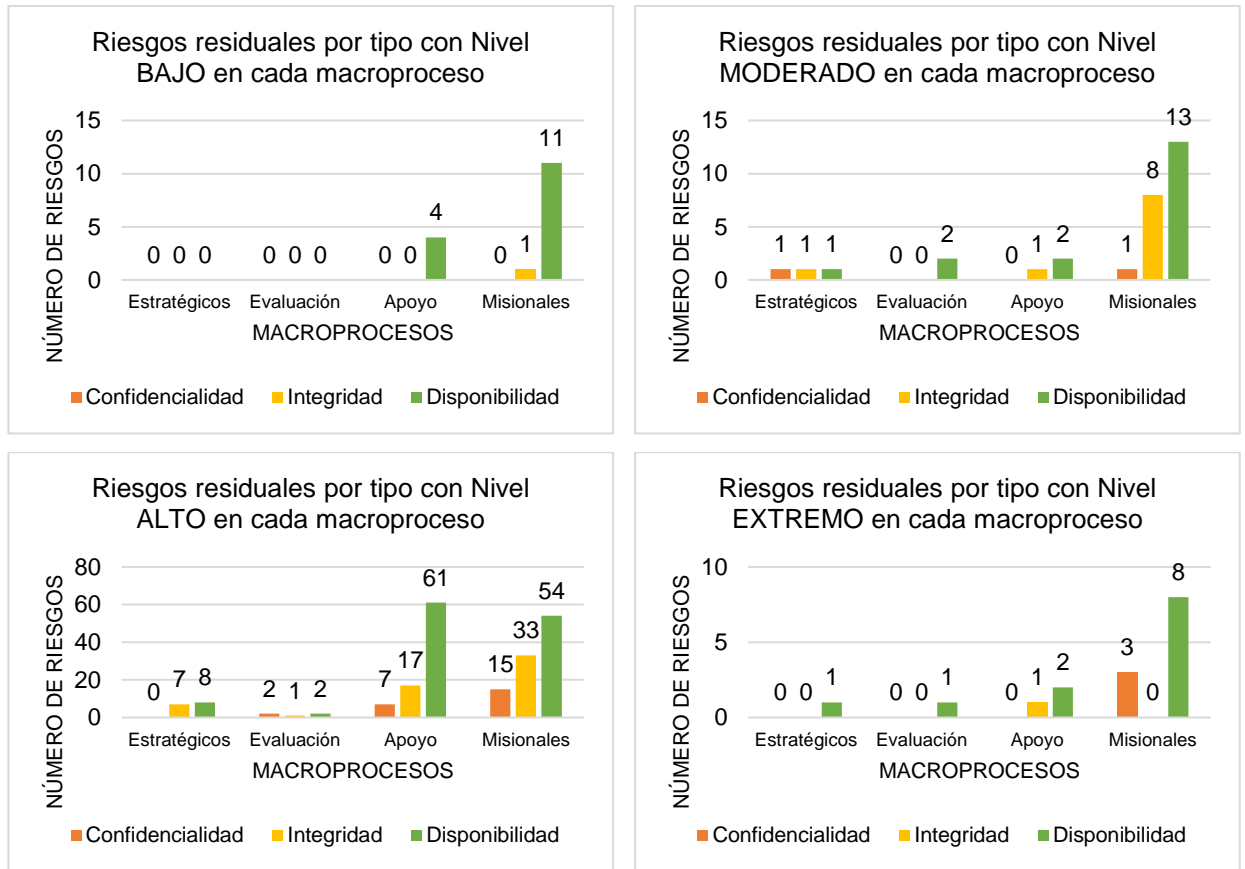 Riesgos residuales por tipo con Nivel
BAJO en cada macroproceso
NÚMERO DE RIESGOS
15
10
5
0
0 0 0
0 0 0
0 0 4
0 1 11
Estratégicos Evaluación Apoyo Misionales
MACROPROCESOS
Confidencialidad Integridad Disponibilidad
Riesgos residuales por tipo con Nivel
MODERADO en cada macroproceso
NÚMERO DE RIESGOS
15
10
5
0
1 1 1
0 0 2
0 1 2
1 8 13
Estratégicos Evaluación Apoyo Misionales
MACROPROCESOS
Confidencialidad Integridad Disponibilidad
Riesgos residuales por tipo con Nivel
ALTO en cada macroproceso
NÚMERO DE RIESGOS
80
60
40
20
0
0 7 8
2 1 2
7 17 61
15 33 54
Estratégicos Evaluación Apoyo Misionales
MACROPROCESOS
Confidencialidad Integridad Disponibilidad
Riesgos residuales por tipo con Nivel
EXTREMO en cada macroproceso
NÚMERO DE RIESGOS
10
5
0
0 0 1
0 0 1
0 1 2
3 0 8
Estratégicos Evaluación Apoyo Misionales
MACROPROCESOS
Confidencialidad Integridad Disponibilidad